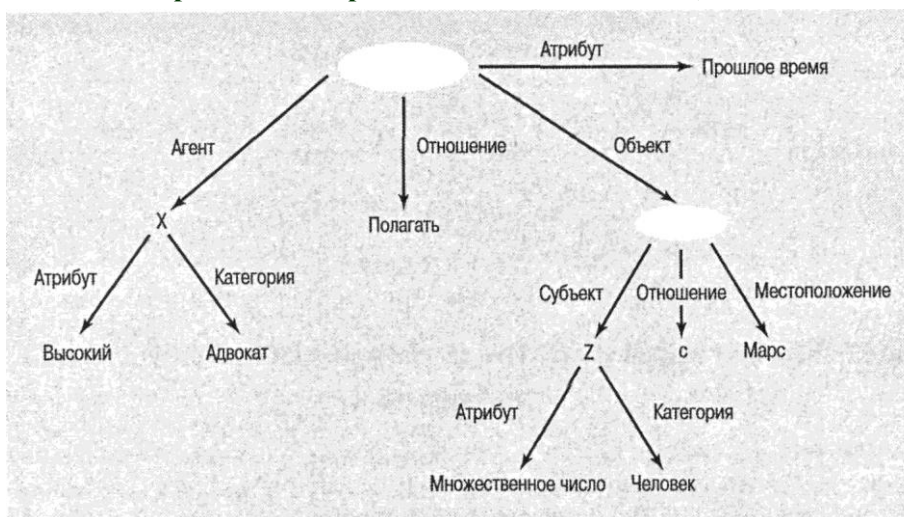 Атрибут
Прошлое время
Агент
Отношение
Объект
X
Полагать
Атрибут
Категория
Субъект
Отношение
Местоположение
Высокий
Адвокат
Z
с
Марс
Атрибут
Категория
Множественное число
Человек